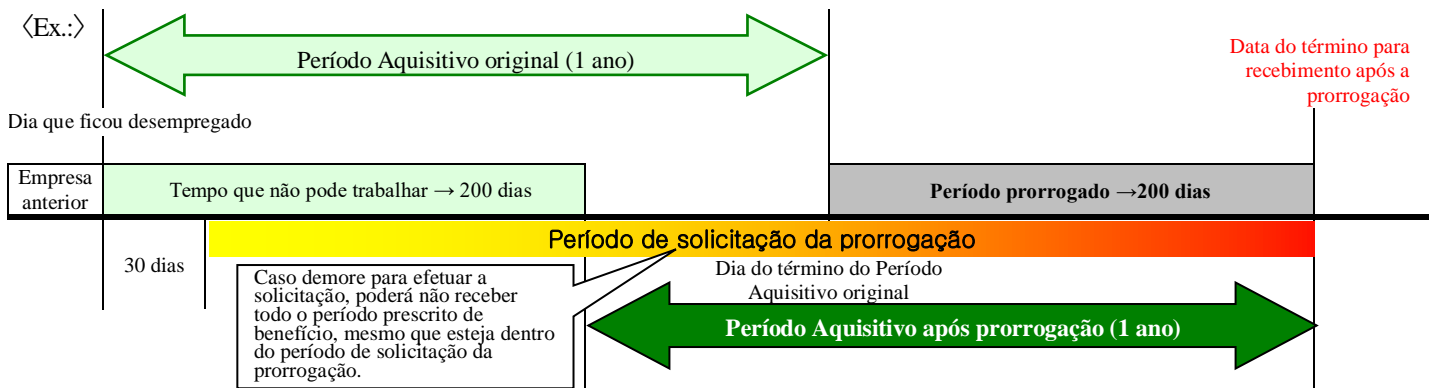 〈Ex.:〉
Período Aquisitivo original (1 ano)
Data do término para
recebimento após a
prorrogação
Dia que ficou desempregado
Empresa
anterior
Tempo que não pode trabalhar → 200 dias
Período prorrogado →200 dias
Período de solicitação da prorrogação
30 dias
Caso demore para efetuar a
solicitação, poderá não receber
todo o período prescrito de
benefício, mesmo que esteja dentro
do período de solicitação da
prorrogação.
Dia do término do Período
Aquisitivo original
Período Aquisitivo após prorrogação (1 ano)